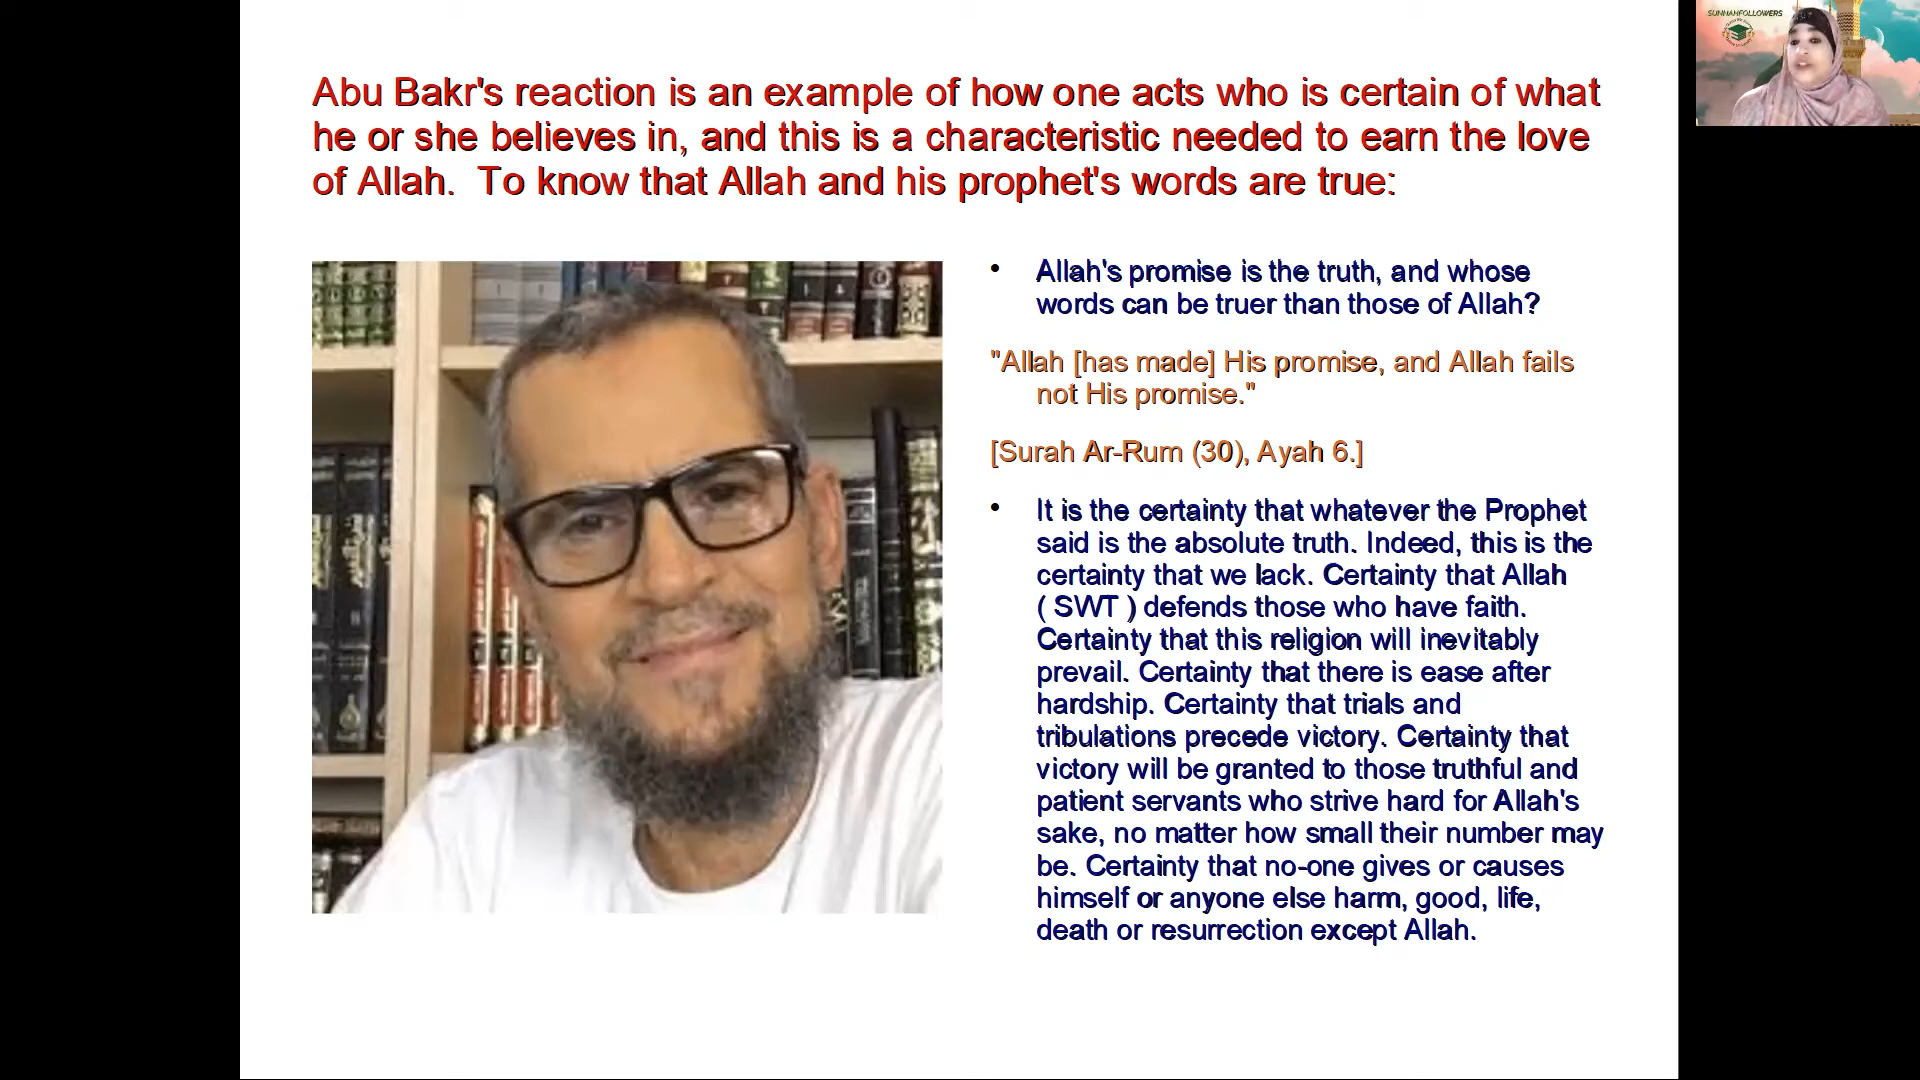 SUNNAHFOLLOWERS
Abu Bakr's reaction is an example of how one acts who is certain of what
he or she believes in, and this is a characteristic needed to earn the love
of Allah.  To know that Allah and his prophet's words are true:
• Allah's promise is the truth, and whose
words can be truer than those of Allah?
"Allah [has made] His promise, and Allah fails
not His promise."
[Surah Ar-Rum (30), Ayah 6.]
• It is the certainty that whatever the Prophet
said is the absolute truth. Indeed, this is the
certainty that we lack. Certainty that Allah
( SWT ) defends those who have faith.
Certainty that this religion will inevitably
prevail. Certainty that there is ease after
hardship. Certainty that trials and
tribulations precede victory. Certainty that
victory will be granted to those truthful and
patient servants who strive hard for Allah's
sake, no matter how small their number may
be. Certainty that no-one gives or causes
himself or anyone else harm, good, life,
death or resurrection except Allah.